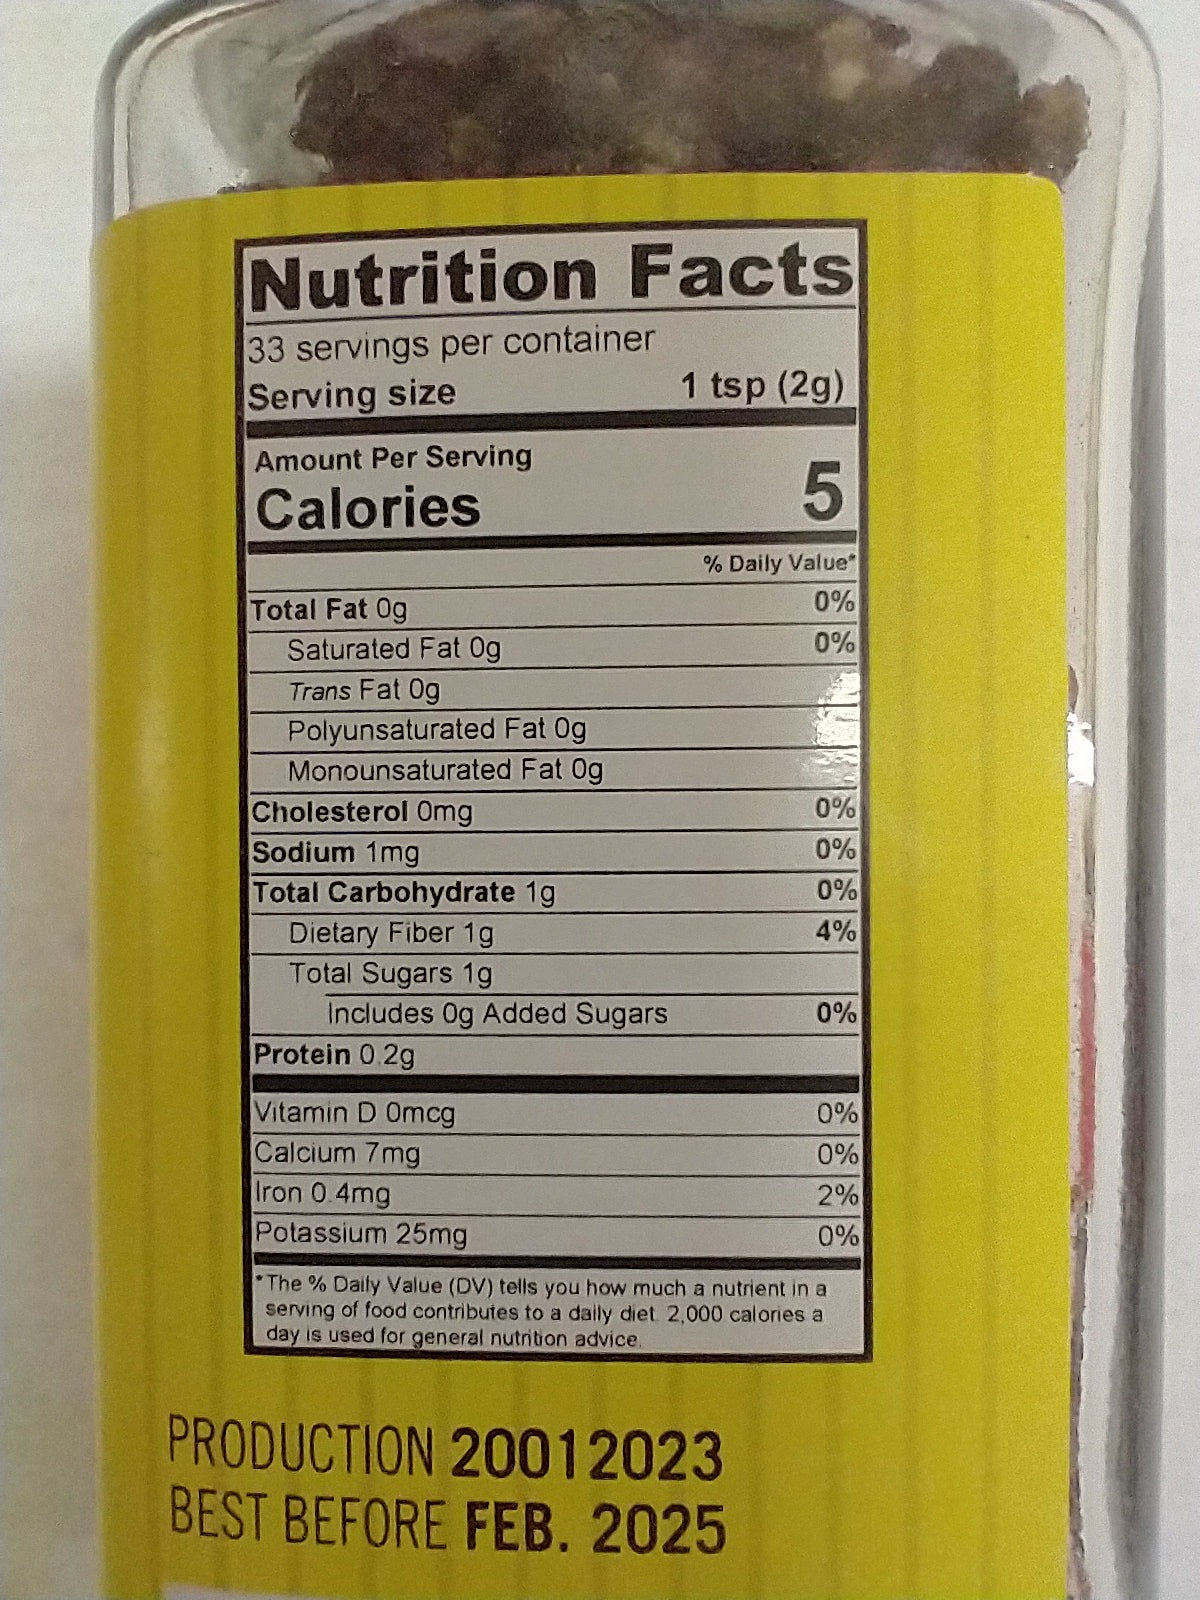 Nutrition Facts
33 servings per container
Serving size 1 tsp (2g)
Amount Per Serving
Calories 5
% Daily Value*
Total Fat 0g 0%
Saturated Fat 0g 0%
Trans Fat 0g
Polyunsaturated Fat 0g
Monounsaturated Fat 0g
Cholesterol 0mg 0%
Sodium 1mg 0%
Total Carbohydrate 1g 0%
Dietary Fiber 1g 4%
Total Sugars 1g
Includes 0g Added Sugars 0%
Protein 0.2g
Vitamin D 0mcg 0%
Calcium 7mg 0%
Iron 0.4mg 2%
Potassium 25mg 0%
*The % Daily Value (DV) tells you how much a nutrient in a
serving of food contributes to a daily diet. 2,000 calories a
day is used for general nutrition advice.
PRODUCTION 20012023
BEST BEFORE FEB. 2025